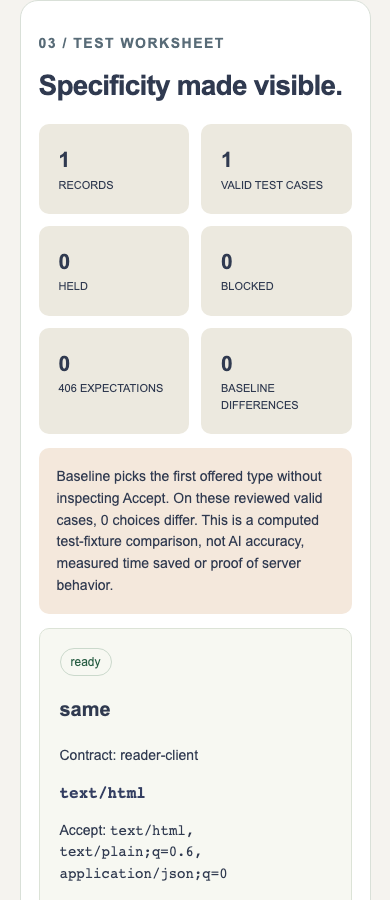 03 / TEST WORKSHEET
Specificity made visible.
1
RECORDS
1
VALID TEST CASES
0
HELD
0
BLOCKED
0
406 EXPECTATIONS
0
BASELINE
DIFFERENCES
Baseline picks the first offered type without
inspecting Accept. On these reviewed valid
cases, 0 choices differ. This is a computed
test-fixture comparison, not AI accuracy,
measured time saved or proof of server
behavior.
ready
same
Contract: reader-client
text/html
Accept: text/html,
text/plain;q=0.6,
application/json;q=0